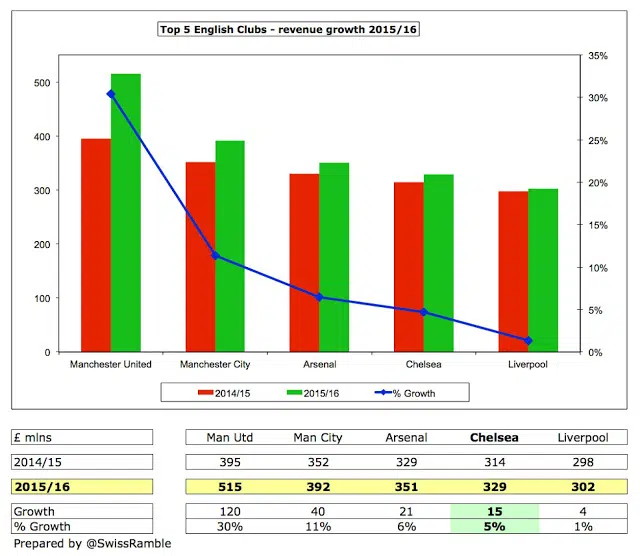 Top 5 English Clubs - revenue growth 2015/16
35%
500 30%
25%
400
20%
300
15%
200
10%
100
5%
0 0%
Manchester United Manchester City Arsenal Chelsea Liverpool
2014/15 2015/16 % Growth
£ mlns Man Utd Man City Arsenal Chelsea Liverpool
2014/15 395 352 329 314 298
2015/16 515 392 351 329 302
Growth 120 40 21 15 4
% Growth 30% 11% 6% 5% 1%
Prepared by @SwissRamble